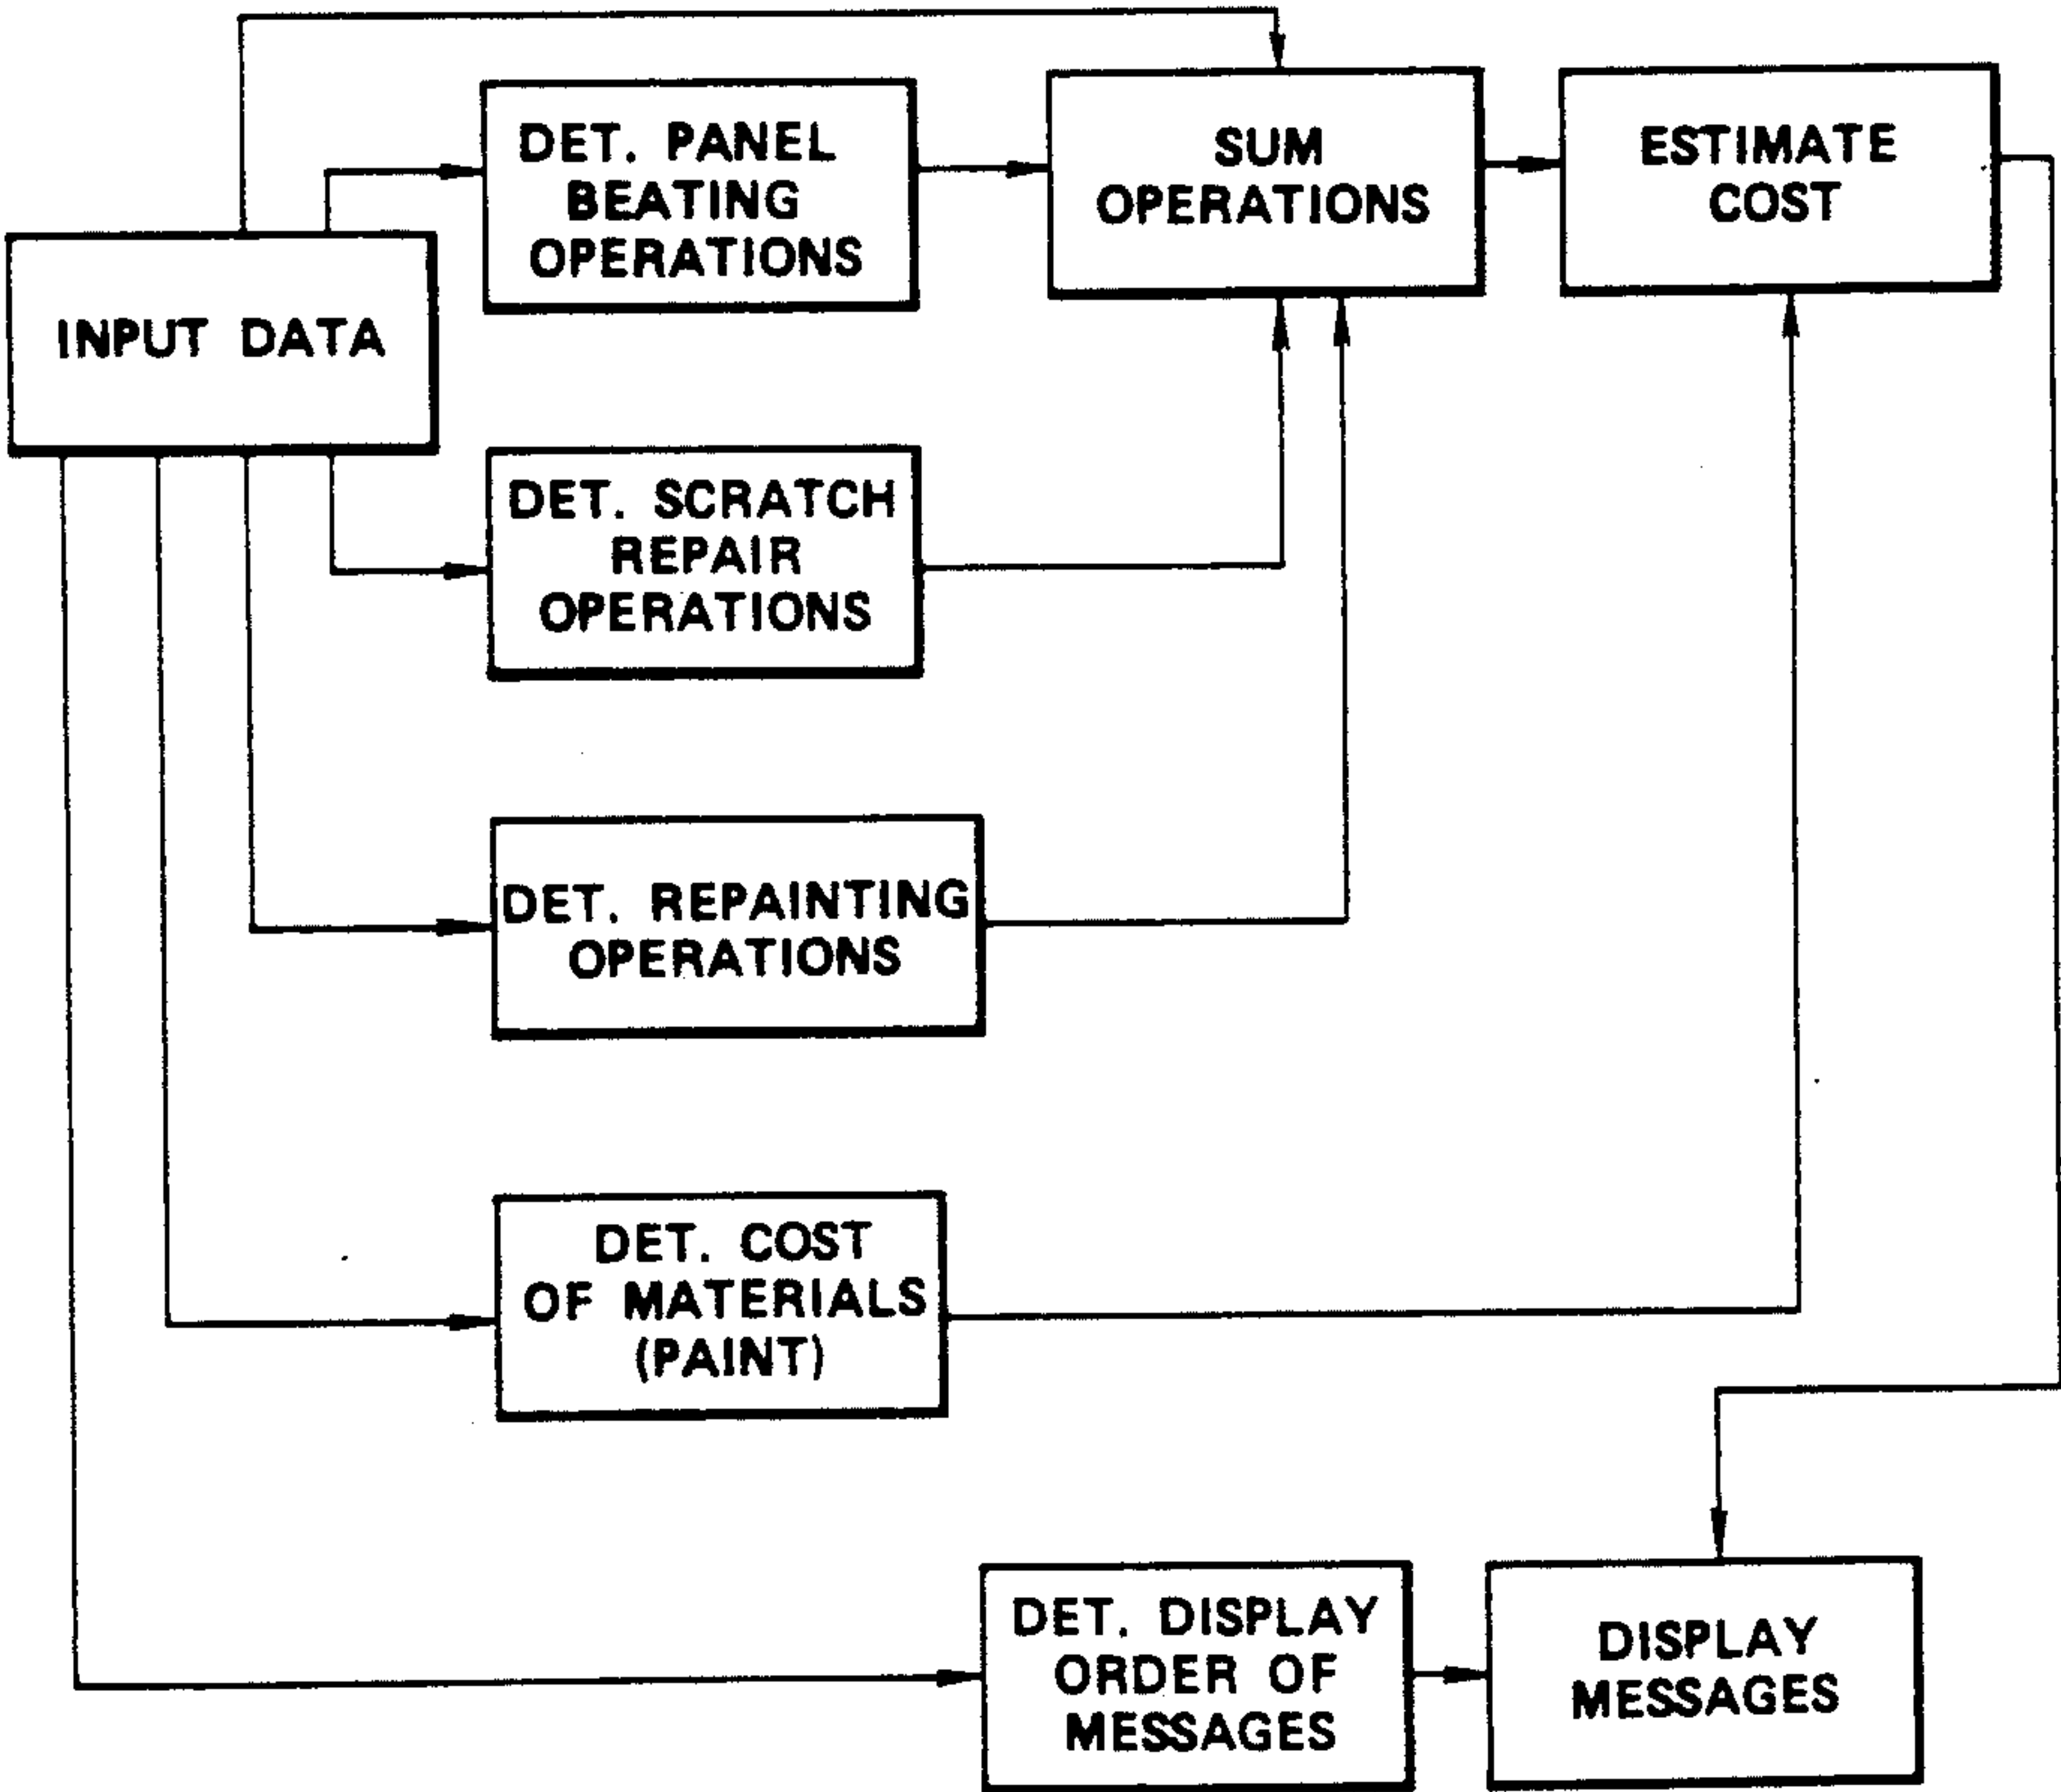 DET. PANEL
BEATING
OPERATIONS
SUM
OPERATIONS
ESTIMATE
COST
INPUT DATA
DET. SCRATCH
REPAIR
OPERATIONS
DET. REPAINTING
OPERATIONS
DET. COST
OF MATERIALS
(PAINT)
DET. DISPLAY
ORDER OF
MESSAGES
DISPLAY
MESSAGES